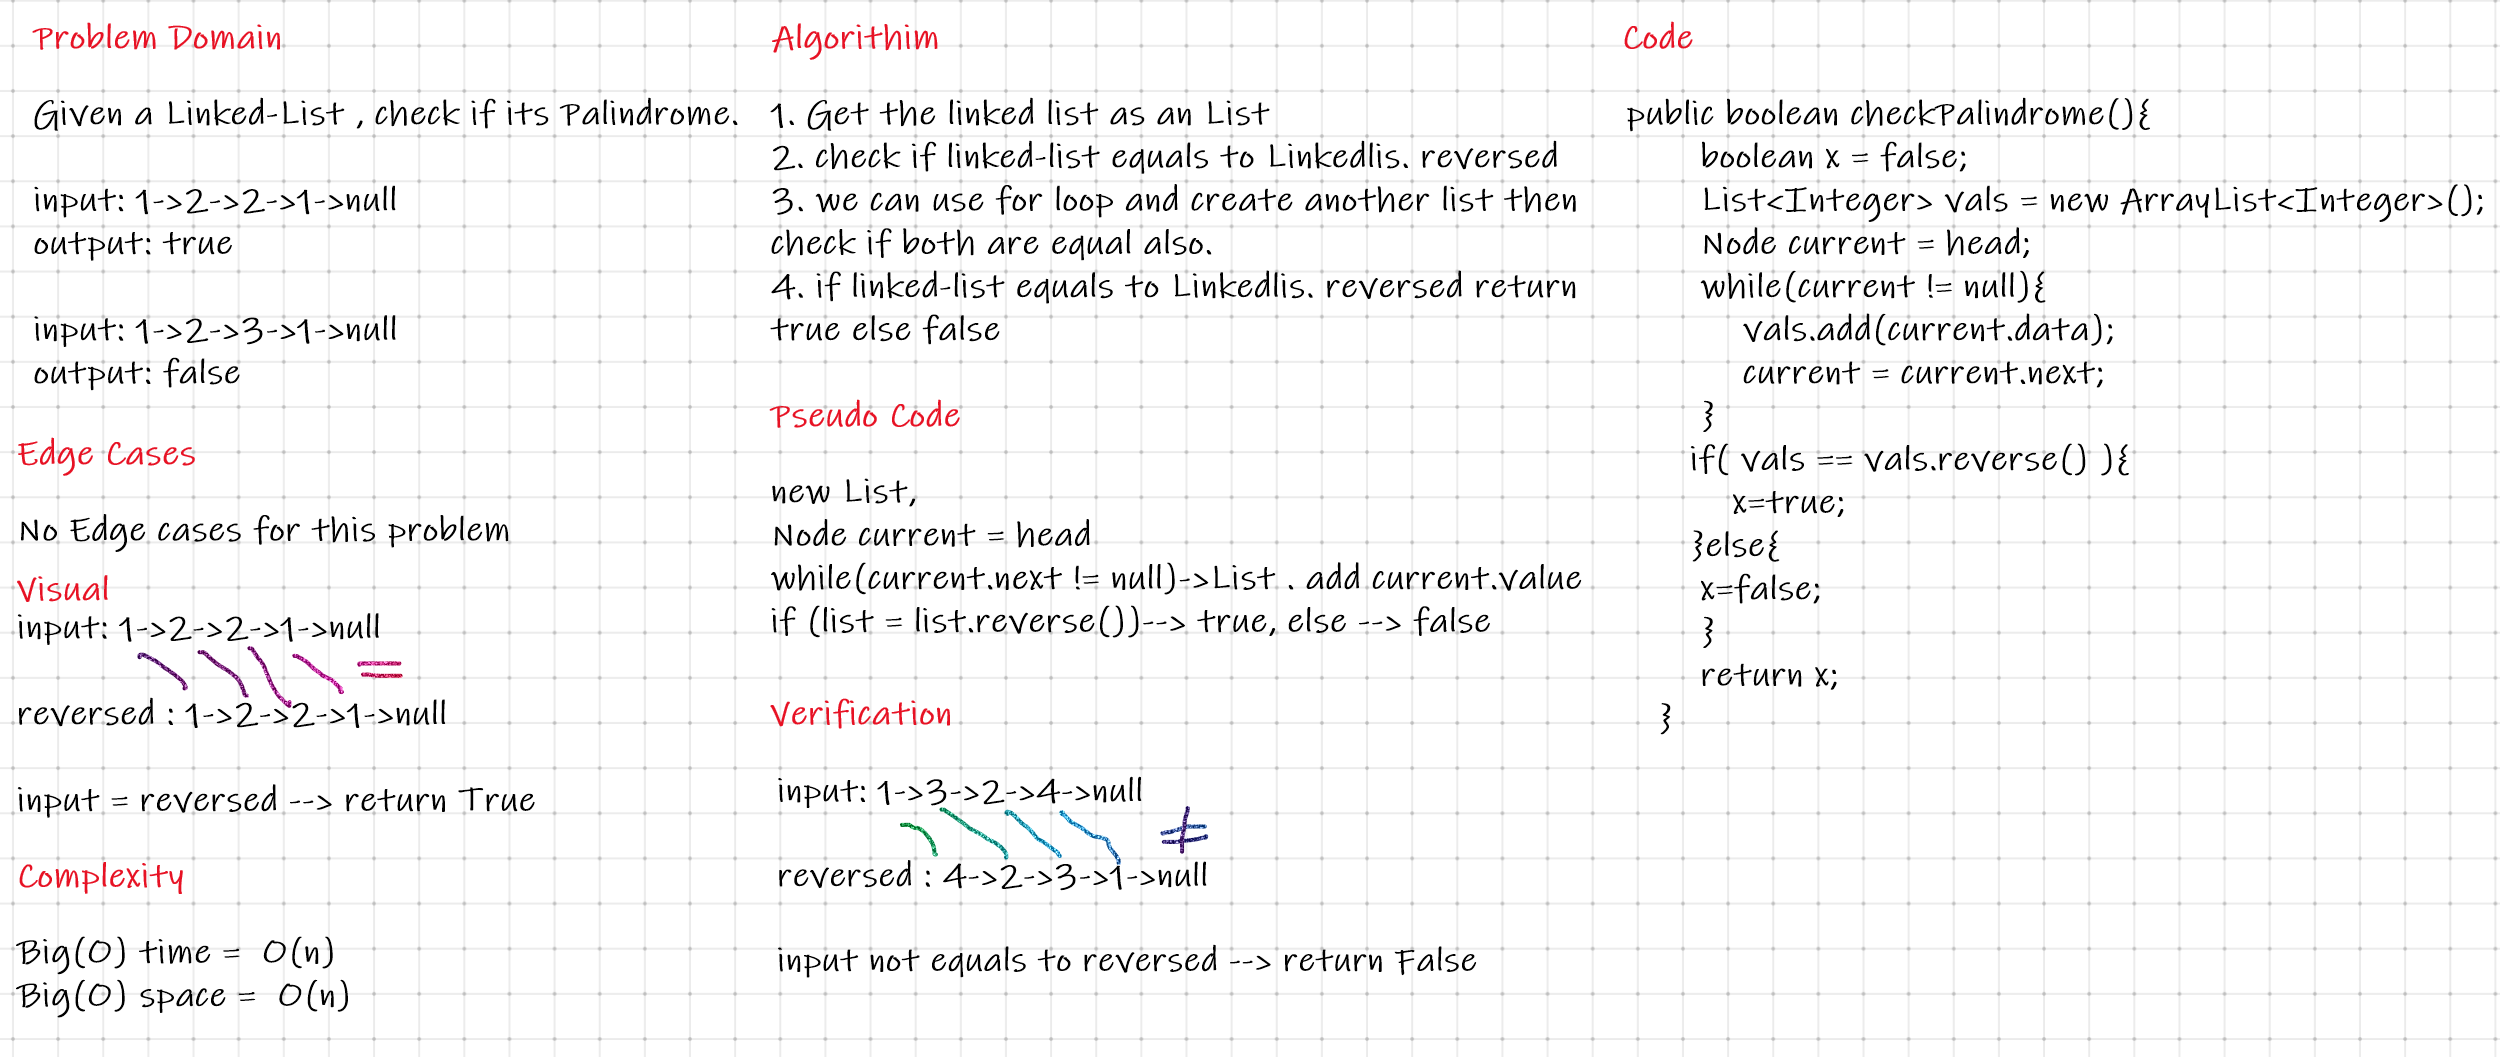 Problem Domain
Given a Linked-List , check if its Palindrome.
input: 1->2->2->1->null
output: true
input: 1->2->3->1->null
output: false
Edge Cases
No Edge cases for this problem
Visual
input: 1->2->2->1->null
=
reversed : 1->2->2->1->null
input = reversed --> return True
Complexity
Big(O) time = O(n)
Big(O) space = O(n)
Algorithim
1. Get the linked list as an List
2. check if linked-list equals to Linkedlis. reversed
3. we can use for loop and create another list then
check if both are equal also.
4. if linked-list equals to Linkedlis. reversed return
true else false
Pseudo Code
new List,
Node current = head
while(current.next != null)->List . add current.value
if (list = list.reverse())--> true, else --> false
Verification
input: 1->3->2->4->null
≠
reversed : 4->2->3->1->null
input not equals to reversed --> return False
Code
public boolean checkPalindrome(){
boolean x = false;
List<Integer> vals = new ArrayList<Integer>();
Node current = head;
while(current != null){
vals.add(current.data);
current = current.next;
}
if( vals == vals.reverse() ){
x=true;
}else{
x=false;
}
return x;
}